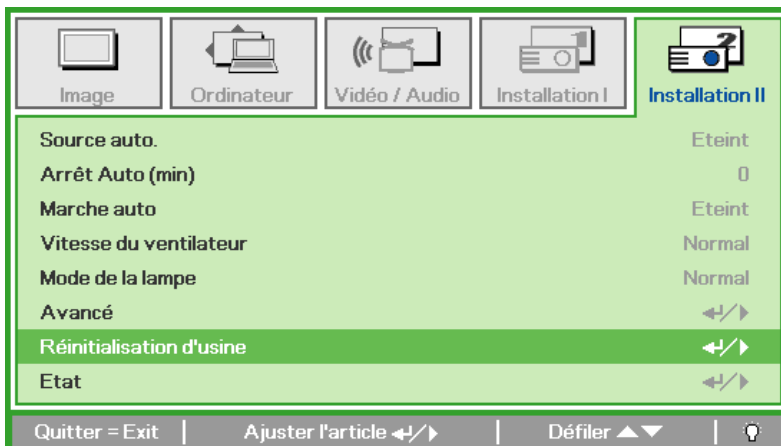 Image Ordinateur Vidéo / Audio Installation I Installation II
Source auto. Eteint
Arrêt Auto (min) 0
Marche auto Eteint
Vitesse du ventilateur Normal
Mode de la lampe Normal
Avancé
Réinitialisation d'usine
Etat
Quitter = Exit Ajuster l'article Défiler